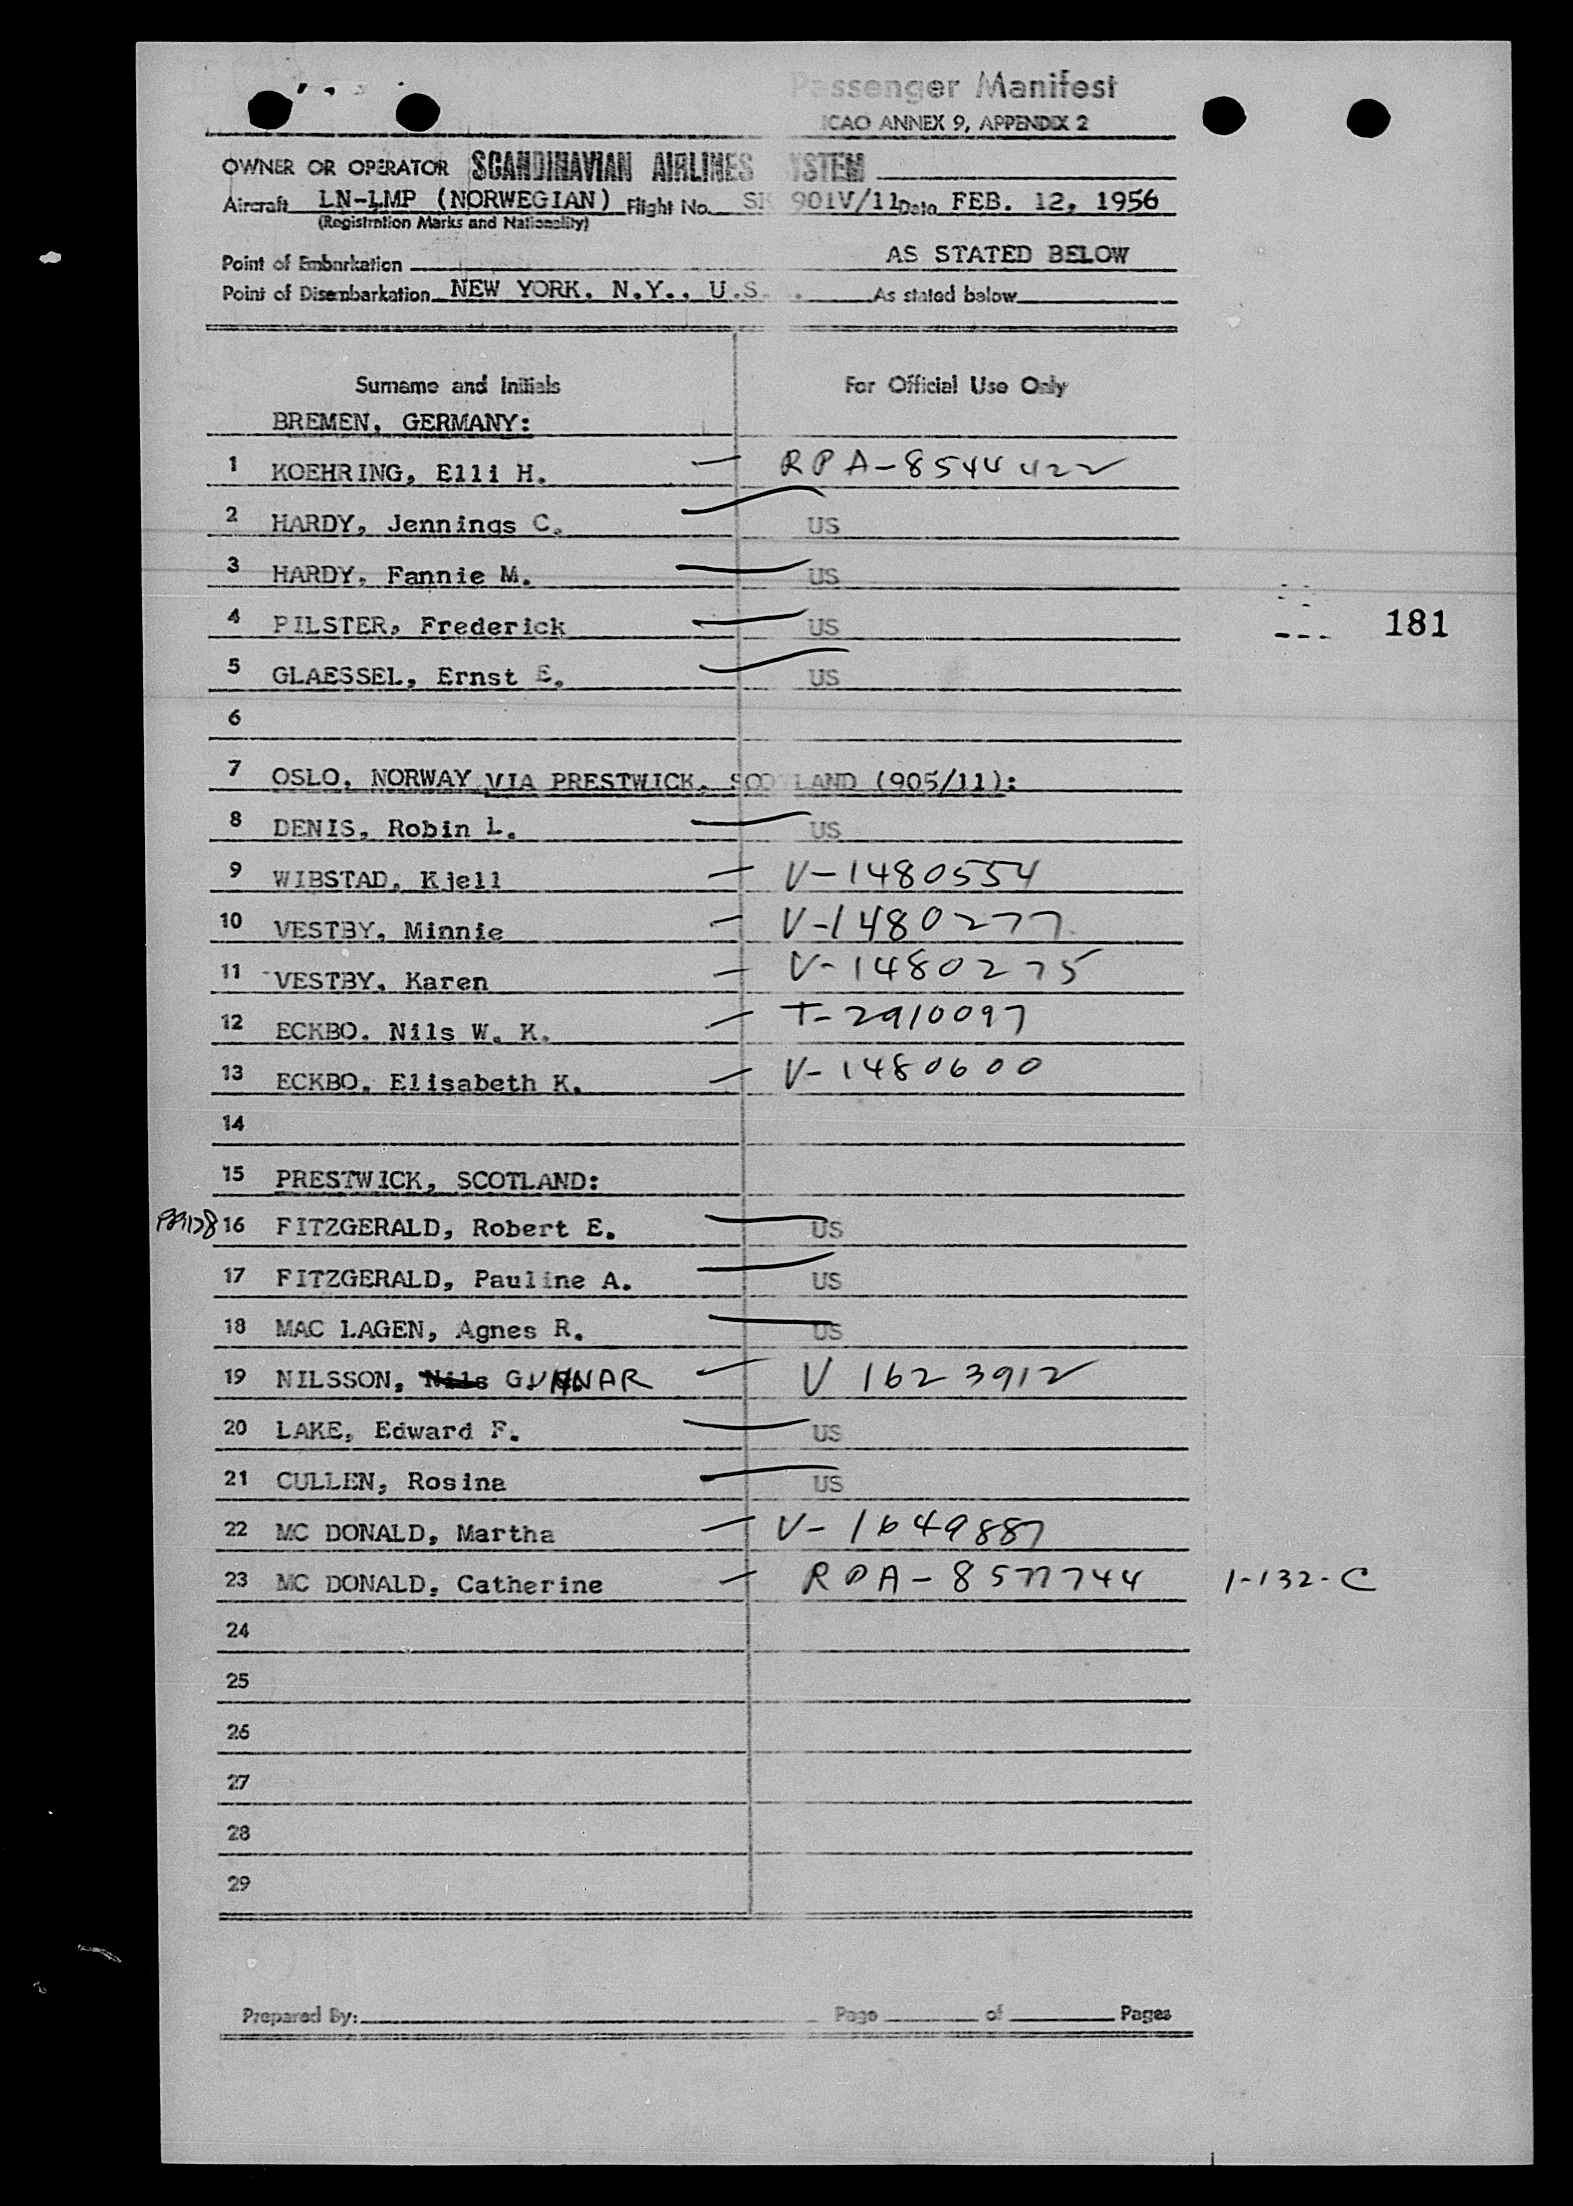 Passenger Manifest
ICAO ANNEX 9, APPENDIX 2
OWNER OR OPERATOR SCANDINAVIAN AIRLINES SYSTEM
Aircraft LN-LMP (NORWEGIAN) Flight No. SK 901V/11 Date FEB. 12, 1956
(Registration Marks and Nationality)
Point of Embarkation AS STATED BELOW
Point of Disembarkation NEW YORK, N.Y., U.S. . As stated below
Surname and Initials For Official Use Only
BREMEN, GERMANY:
1 KOEHRING, Elli H. — RPA-8544422
2 HARDY, Jennings C. US
3 HARDY, Fannie M. US
4 PILSTER, Frederick US
181
5 GLAESSEL, Ernst E. US
6
7 OSLO, NORWAY VIA PRESTWICK, SCOTLAND (905/11):
8 DENIS, Robin L. US
9 WIBSTAD, Kjell — V-1480554
10 VESTBY, Minnie — V-1480277
11 VESTBY, Karen — V-1480275
12 ECKBO, Nils W. K. — T-2910097
13 ECKBO, Elisabeth K. — V-1480600
14
15 PRESTWICK, SCOTLAND:
16 FITZGERALD, Robert E. US
17 FITZGERALD, Pauline A. US
18 MAC LAGEN, Agnes R. US
19 NILSSON, Nils GUNNAR — V 1623912
20 LAKE, Edward F. US
21 CULLEN, Rosina US
22 MC DONALD, Martha — V-1649887
23 MC DONALD, Catherine — RPA-8577744 1-132-C
24
25
26
27
28
29
Prepared By: Page of Pages